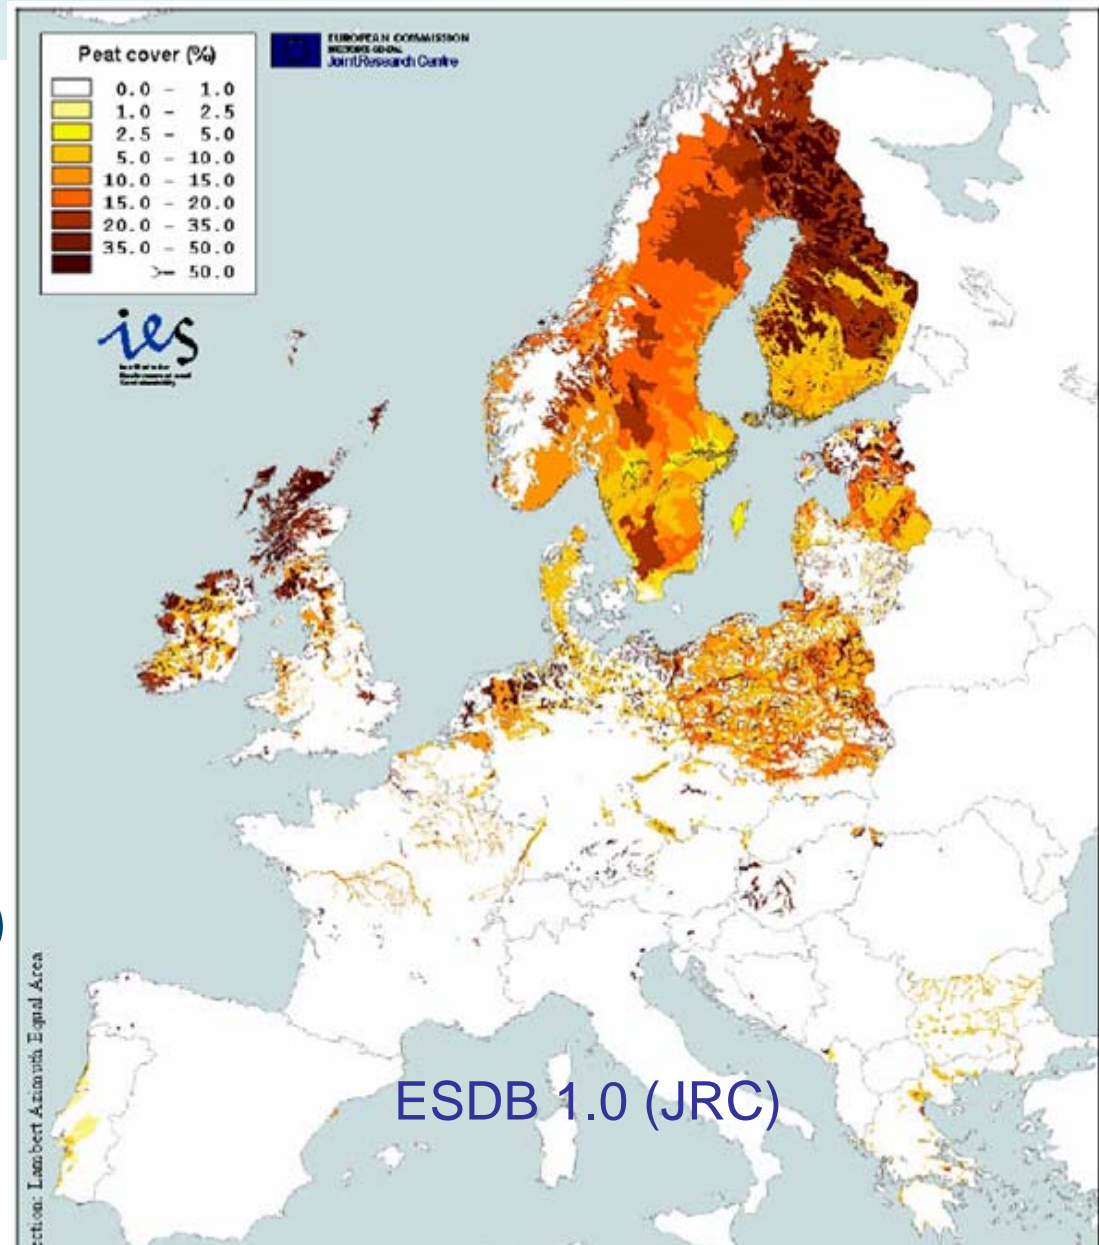 Peat cover (%)
0.0 - 1.0
1.0 - 2.5
2.5 - 5.0
5.0 - 10.0
10.0 - 15.0
15.0 - 20.0
20.0 - 35.0
35.0 - 50.0
>= 50.0
EUROPEAN COMMISSION
Joint Research Centre
ies
ESDB 1.0 (JRC)
ection: Lambert Azimuth Equal Area
)